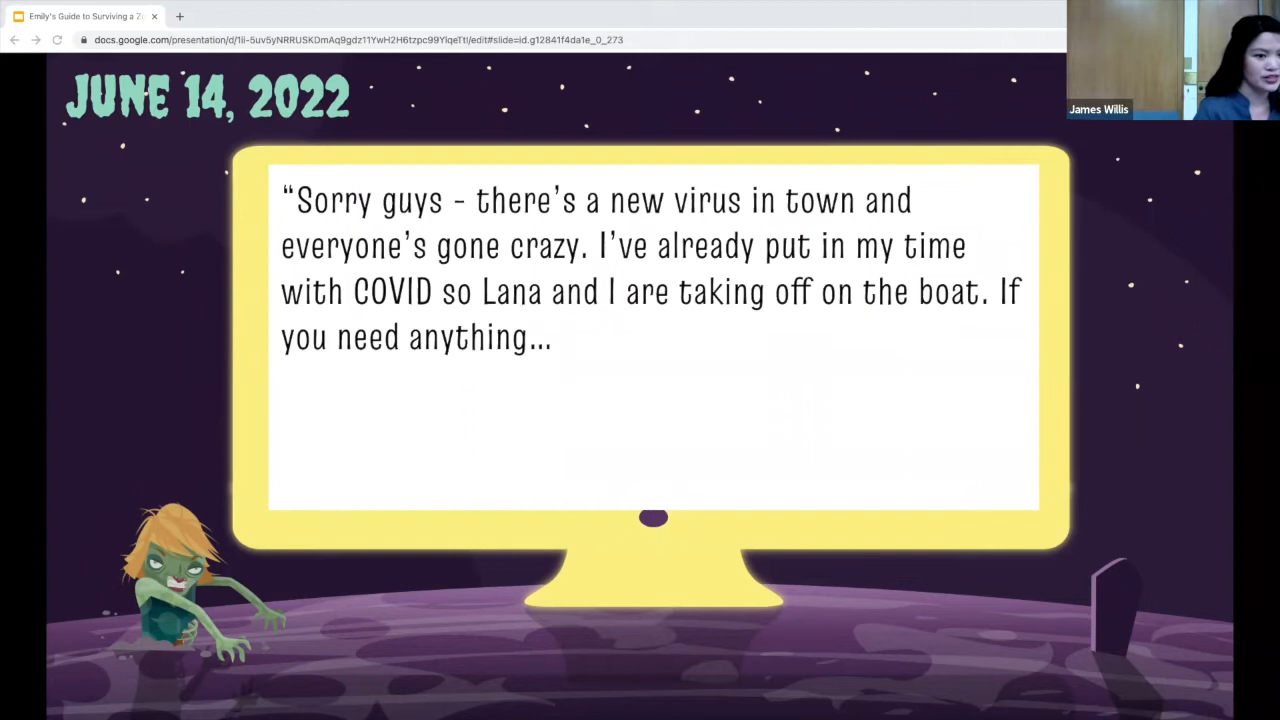 Emily's Guide to Surviving a Z
docs.google.com/presentation/d/1li-5uv5yNRRUSKDmAq9gdz11YwH2H6tzpc99YlqeTtI/edit#slide=id.g12841f4da1e_0_273
James Willis
JUNE 14, 2022
“Sorry guys - there’s a new virus in town and
everyone’s gone crazy. I’ve already put in my time
with COVID so Lana and I are taking off on the boat. If
you need anything...